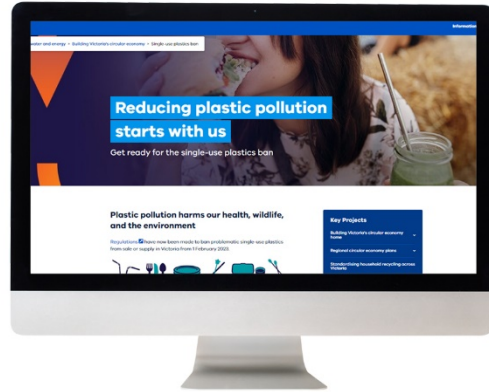 Information
water and energy > Building Victoria's circular economy > Single-use plastics ban
Reducing plastic pollution
starts with us
Get ready for the single-use plastics ban
Plastic pollution harms our health, wildlife,
and the environment
Regulations have now been made to ban problematic single-use plastics
from sale or supply in Victoria from 1 February 2023.
Key Projects
Building Victoria's circular economy
home
Regional circular economy plans
Standardising household recycling across
Victoria